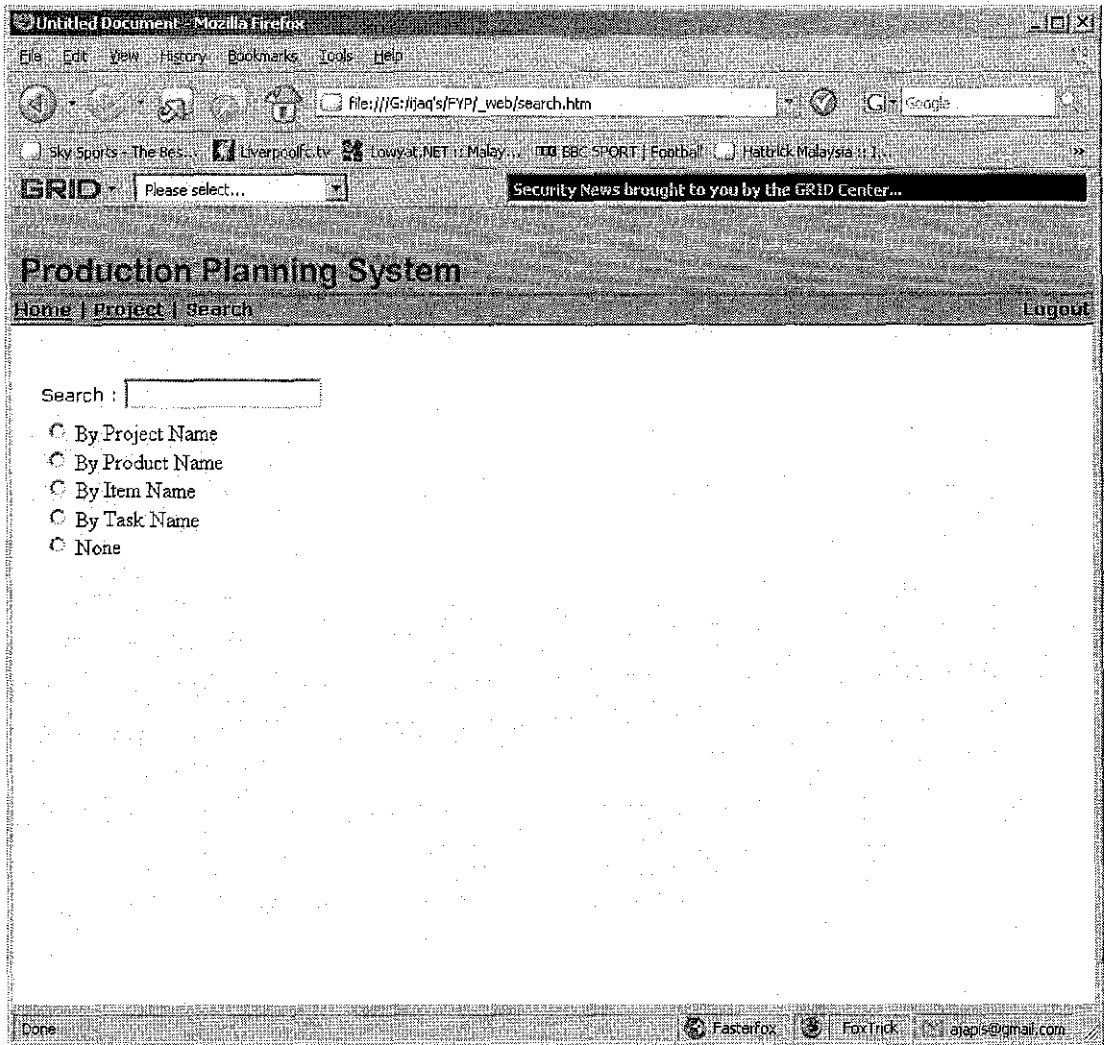 Untitled Document - Mozilla Firefox
File Edit View History Bookmarks Tools Help
file:///G:/ijaq's/FYP/_web/search.htm
Google
Sky Sports - The Bes... Liverpoolfc.tv Lowyat.NET :: Malay... BBC SPORT | Football Hattrick Malaysia ::
GRID Please select... Security News brought to you by the GRID Center...
Production Planning System
Home | Project | Search Logout
Search :
By Project Name
By Product Name
By Item Name
By Task Name
None
Done Fasterfox FoxTrick ajapis@gmail.com